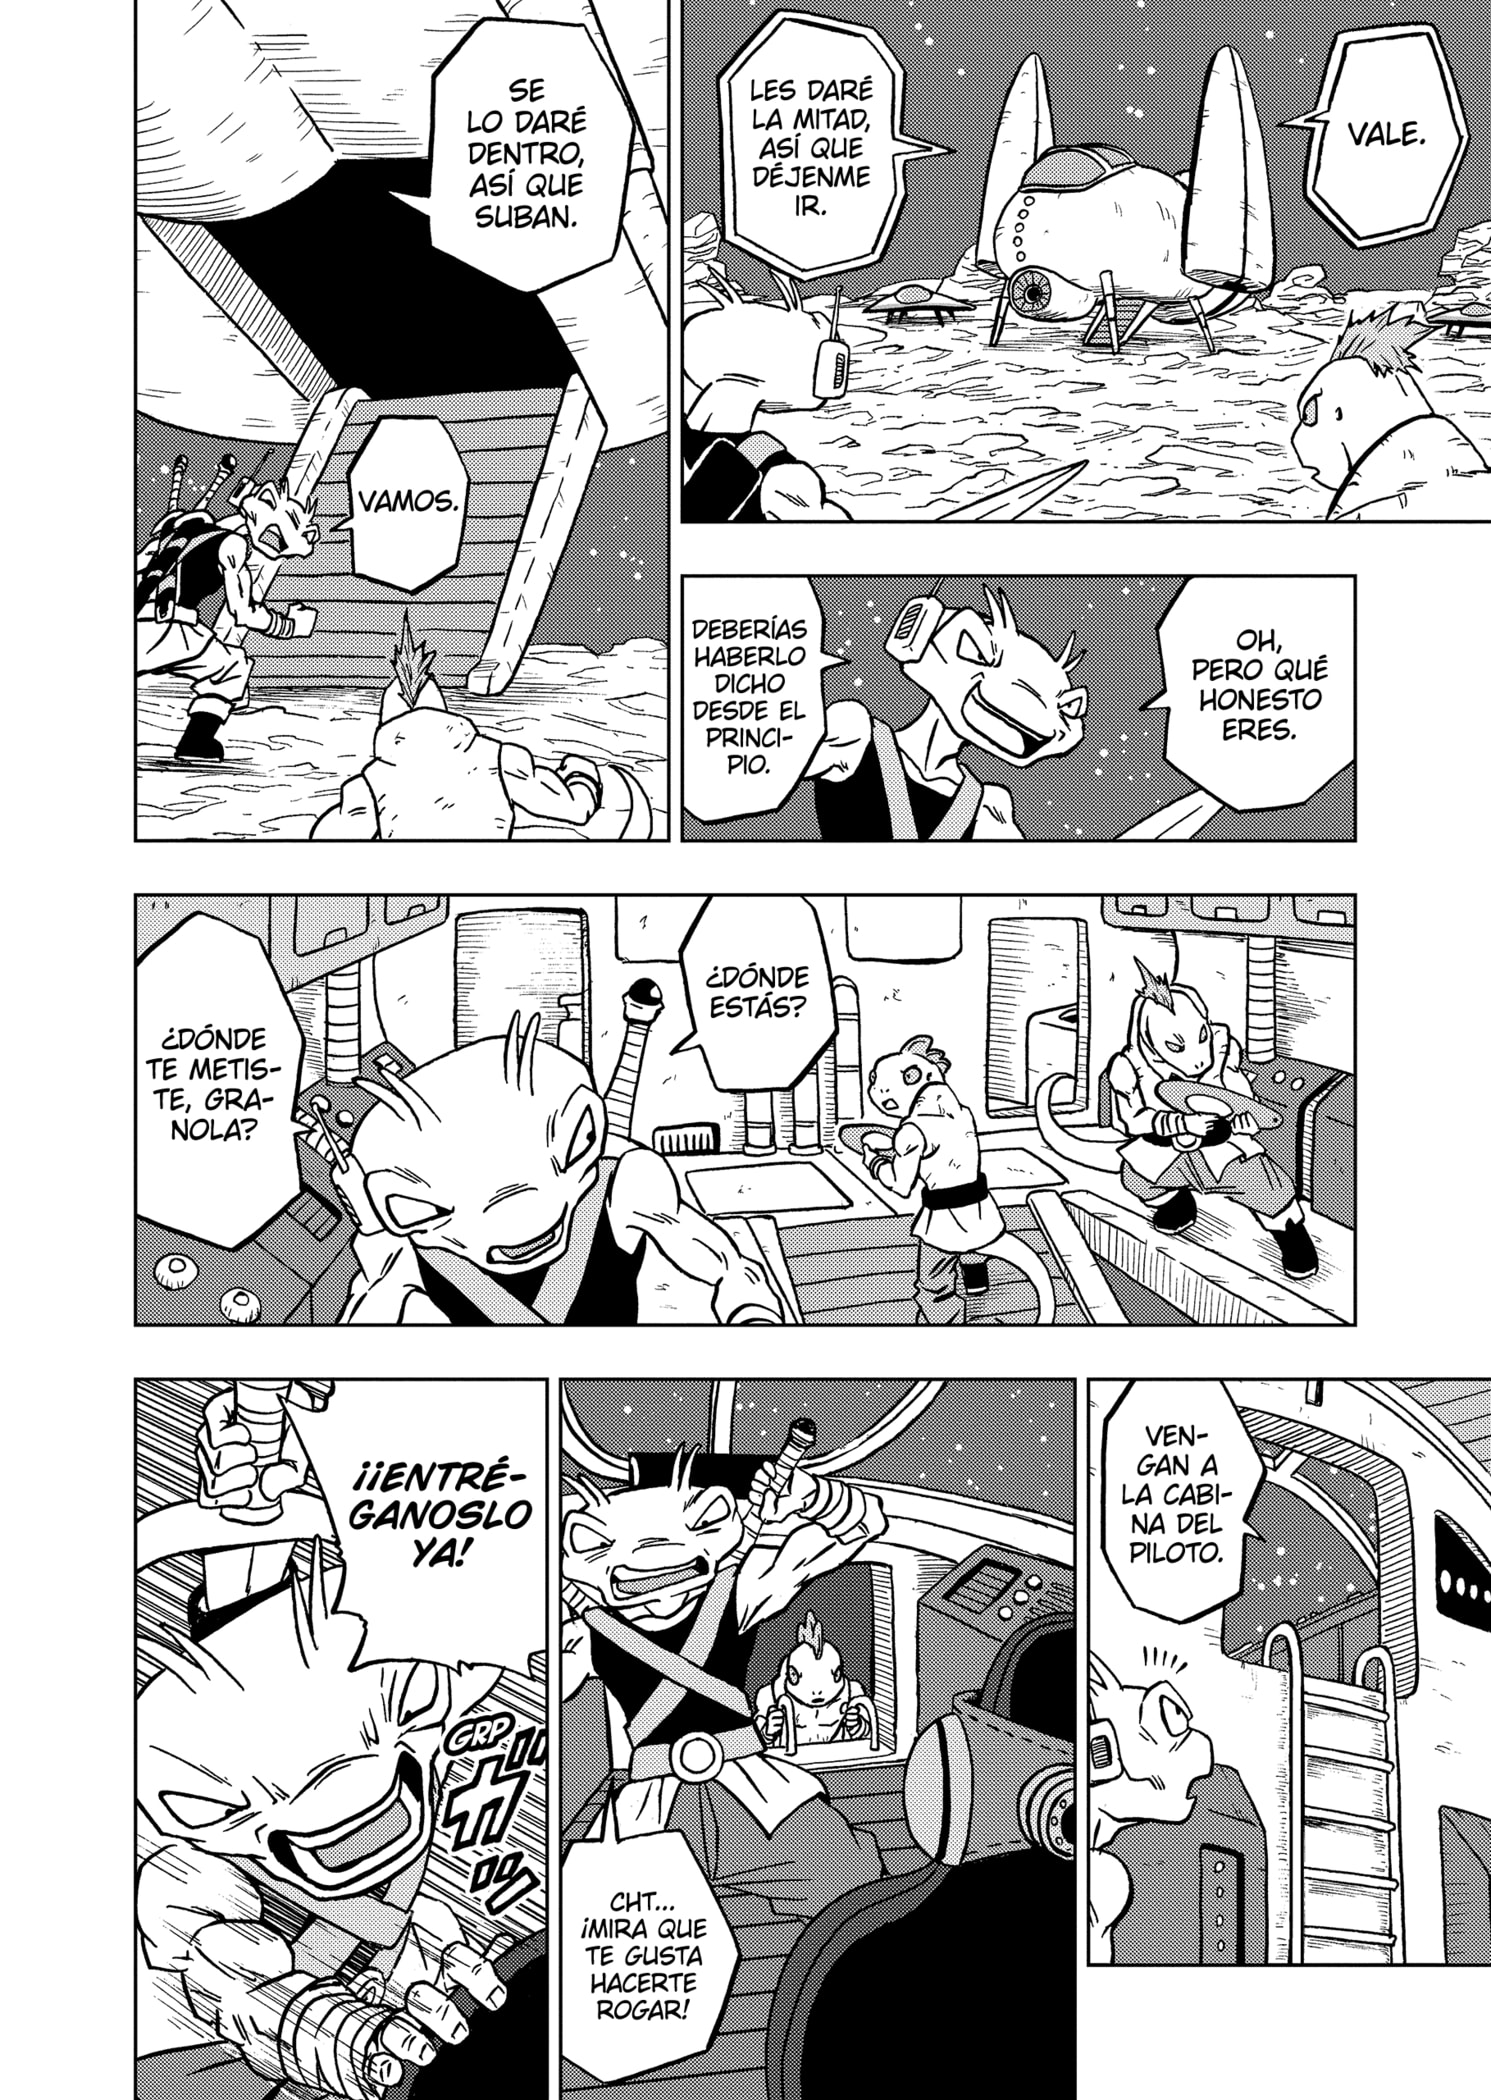 VALE.
LES DARÉ
LA MITAD,
ASÍ QUE
DÉJENME
IR.
OH,
PERO QUÉ
HONESTO
ERES.
DEBERÍAS
HABERLO
DICHO
DESDE EL
PRINCI-
PIO.
SE
LO DARÉ
DENTRO,
ASÍ QUE
SUBAN.
VAMOS.
¿DÓNDE
ESTÁS?
¿DÓNDE
TE METIS-
TE, GRA-
NOLA?
VEN-
GAN A
LA CABI-
NA DEL
PILOTO.
CHT...
¡MIRA QUE
TE GUSTA
HACERTE
ROGAR!
¡¡ENTRÉ-
GANOSLO
YA!
GRP
ガッ